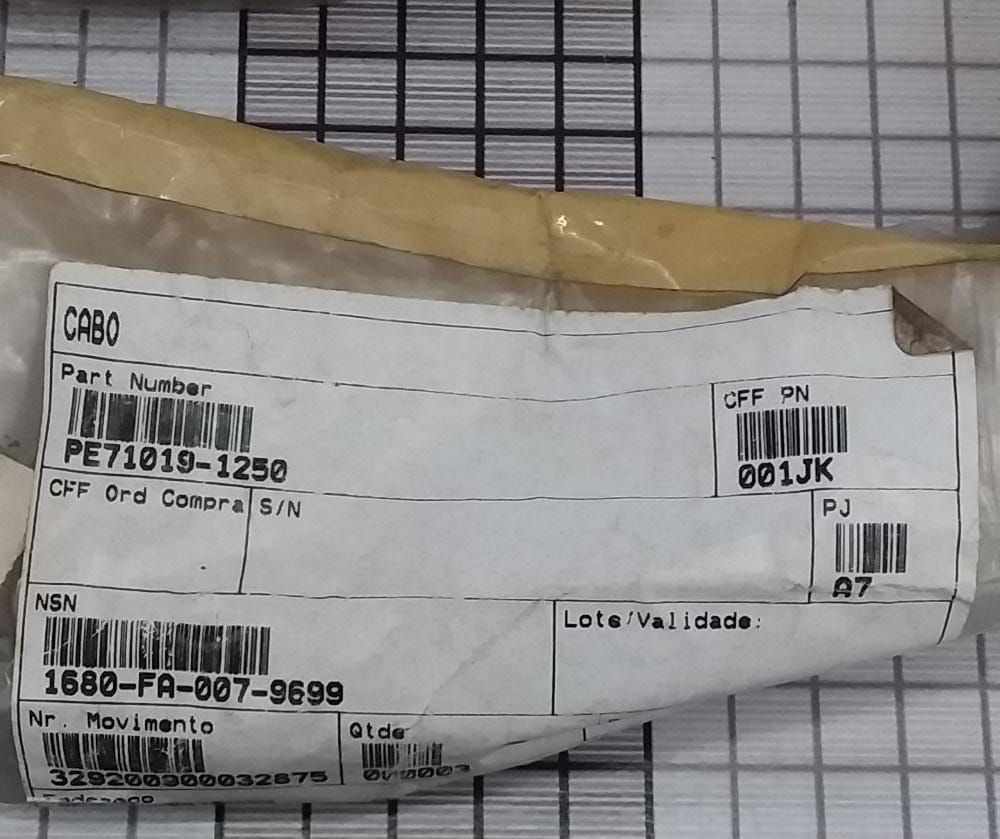 CABO
Part Number
PE71019-1250
CFF PN
001JK
CFF Ord Compra
S/N
PJ
A7
NSN
1680-FA-007-9699
Lote/Validade:
Nr. Movimento
329200900032875
Qtde